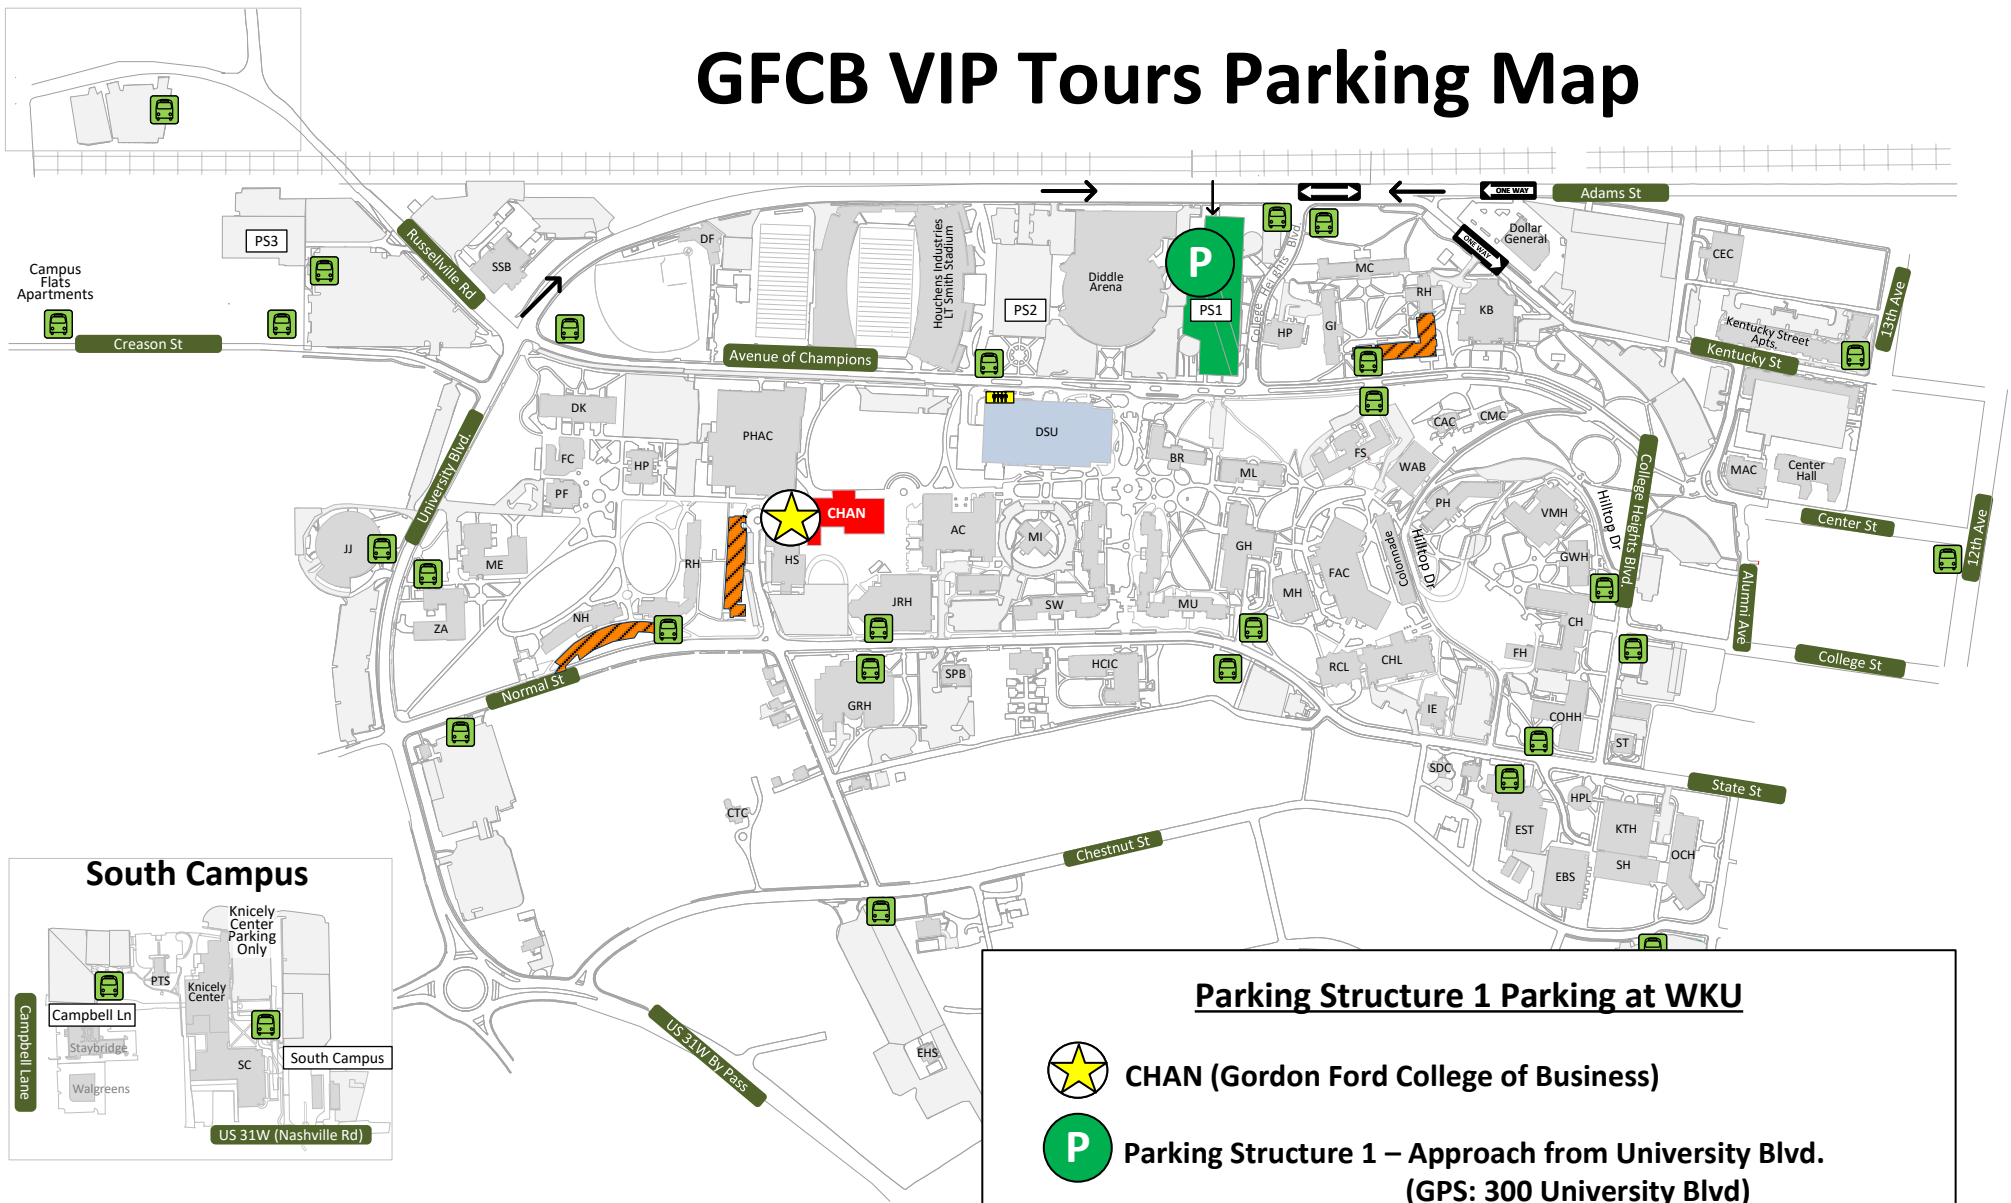 GFCB VIP Tours Parking Map
Adams St
ONE WAY
ONE WAY
Dollar
General
CEC
13th Ave
PS3
Russellville Rd
SSB
DF
Houchens Industries
LT Smith Stadium
PS2
Diddle
Arena
P
PS1
College Heights Blvd.
HP
GI
MC
RH
KB
Kentucky Street
Apts.
Kentucky St
Campus
Flats
Apartments
Creason St
Avenue of Champions
DK
PHAC
DSU
BR
ML
FS
CAC
CMC
WAB
MAC
Center
Hall
FC
HP
PF
University Blvd.
CHAN
AC
MI
GH
PH
VMH
Hilltop Dr
College Heights Blvd
Center St
12th Ave
JJ
ME
RH
HS
JRH
FAC
Colonnade
Hilltop Dr
GWH
Alumni Ave
ZA
NH
SW
MU
MH
CH
FH
College St
Normal St
GRH
SPB
HCIC
RCL
CHL
IE
COHH
ST
State St
CTC
SDC
HPL
EST
KTH
SH
OCH
EBS
Chestnut St
South Campus
Knicely
Center
Parking
Only
PTS
Knicely
Center
Campbell Ln
Campbell Lane
Staybridge
Walgreens
SC
South Campus
US 31W (Nashville Rd)
US 31W By Pass
EHS
Parking Structure 1 Parking at WKU
CHAN (Gordon Ford College of Business)
P
Parking Structure 1 – Approach from University Blvd.
(GPS: 300 University Blvd)